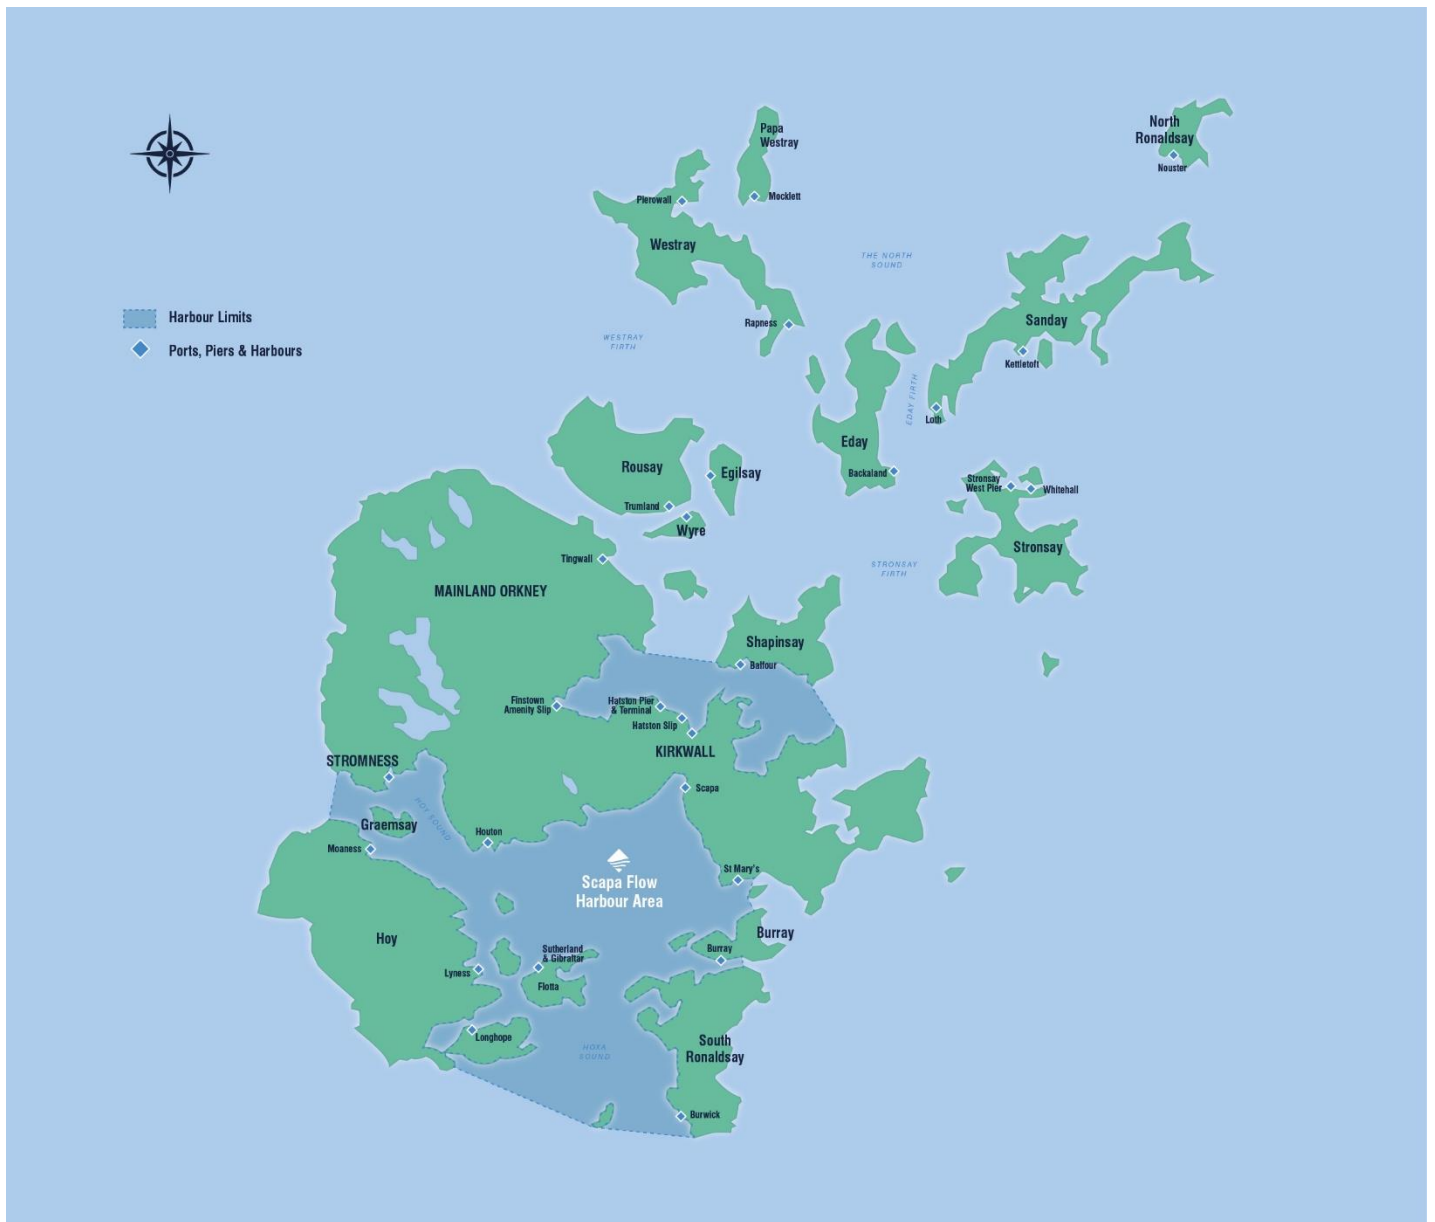 Papa
Westray
North
Ronaldsay
Nouster
Pierowall
Mocklett
Westray
THE NORTH
SOUND
Harbour Limits
Rapness
Sanday
WESTRAY
FIRTH
Ports, Piers & Harbours
Kettletoft
EDAY FIRTH
Loth
Eday
Rousay
Egilsay
Backaland
Stronsay
West Pier
Whitehall
Trumland
Wyre
Tingwall
Stronsay
STRONSAY
FIRTH
MAINLAND ORKNEY
Shapinsay
Balfour
Finstown
Amenity Slip
Hatston Pier
& Terminal
Hatston Slip
KIRKWALL
STROMNESS
Scapa
HOY SOUND
Graemsay
Houton
Moaness
St Mary's
Scapa Flow
Harbour Area
Burray
Hoy
Burray
Sutherland
& Gibraltar
Lyness
Flotta
Longhope
South
Ronaldsay
HOXA
SOUND
Burwick